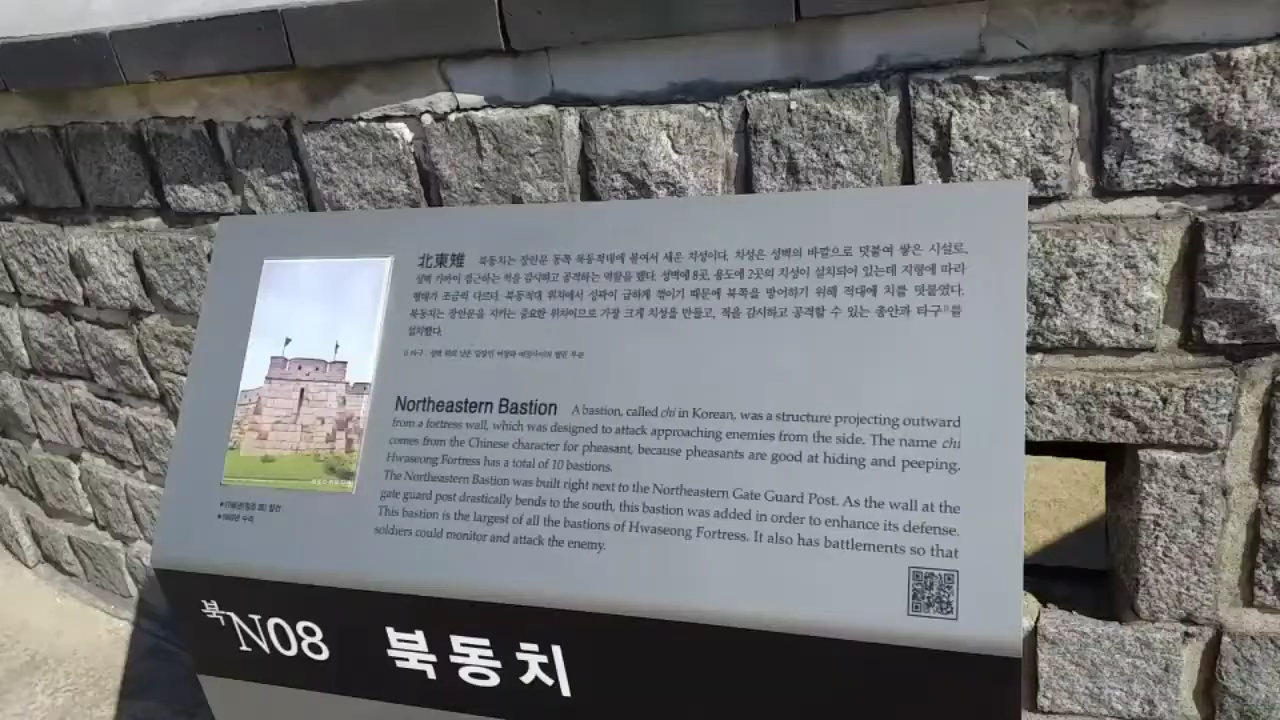 北東雉 북동치는 장안문 동쪽 북동적대에 붙여서 세운 치성이다. 치성은 성벽의 바깥으로 덧붙여 쌓은 시설로,
성벽 가까이 접근하는 적을 감시하고 공격하는 역할을 했다. 성벽에 8곳, 용도에 2곳의 치성이 설치되어 있는데 지형에 따라
형태가 조금씩 다르다. 북동적대 위치에서 성곽이 급하게 꺾이기 때문에 북쪽을 방어하기 위해 적대에 치를 덧붙였다.
북동치는 장안문을 지키는 중요한 위치이므로 가장 크게 치성을 만들고, 적을 감시하고 공격할 수 있는 총안과 타구1)를
설치했다.
1) 타구 : 성벽 위의 낮은 담장인
Northeastern Bastion A bastion, called chi in Korean, was a structure projecting outward
from a fortress wall, which was designed to attack approaching enemies from the side. The name chi
comes from the Chinese character for pheasant, because pheasants are good at hiding and peeping.
Hwaseong Fortress has a total of 10 bastions.
The Northeastern Bastion was built right next to the Northeastern Gate Guard Post. As the wall at the
gate guard post drastically bends to the south, this bastion was added in order to enhance its defense.
This bastion is the largest of all the bastions of Hwaseong Fortress. It also has battlements so that
soldiers could monitor and attack the enemy.
북N08 북동치